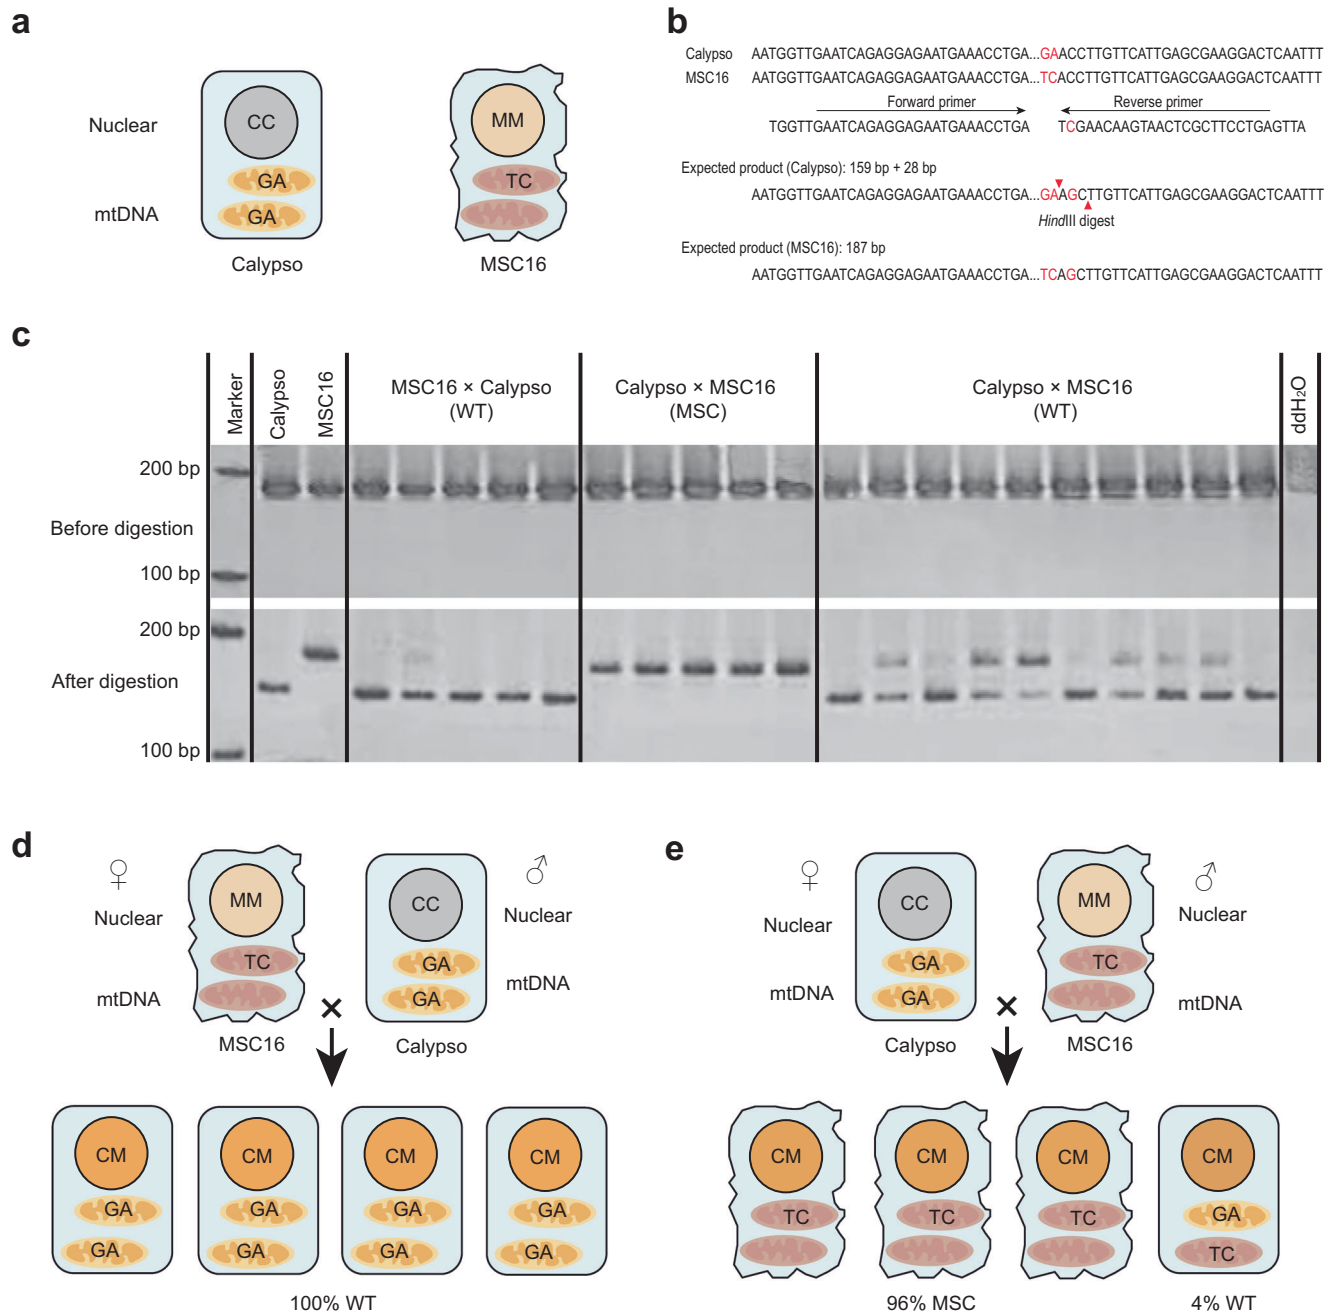 a
Nuclear
mtDNA
CC
GA
GA
Calypso
MM
TC
MSC16
b
Calypso AATGGTTGAATCAGAGGAGAATGAAACCTGA...GAACCTTGTTCATTGAGCGAAGGACTCAATTT
MSC16 AATGGTTGAATCAGAGGAGAATGAAACCTGA...TCACCTTGTTCATTGAGCGAAGGACTCAATTT
Forward primer Reverse primer
TGGTTGAATCAGAGGAGAATGAAACCTGA TCGAACAAGTAACTCGCTTCCTGAGTTA
Expected product (Calypso): 159 bp + 28 bp
AATGGTTGAATCAGAGGAGAATGAAACCTGA...GAAGCTTGTTCATTGAGCGAAGGACTCAATTT
HindIII digest
Expected product (MSC16): 187 bp
AATGGTTGAATCAGAGGAGAATGAAACCTGA...TCAGCTTGTTCATTGAGCGAAGGACTCAATTT
c
Marker
Calypso
MSC16
MSC16 × Calypso
(WT)
Calypso × MSC16
(MSC)
Calypso × MSC16
(WT)
ddH₂O
200 bp
Before digestion
100 bp
200 bp
After digestion
100 bp
d
♀
Nuclear
mtDNA
MM
TC
MSC16
×
CC
GA
GA
Calypso
♂
Nuclear
mtDNA
CM CM CM CM
GA GA GA GA
GA GA GA GA
100% WT
e
♀
Nuclear
mtDNA
CC
GA
GA
Calypso
×
MM
TC
MSC16
♂
Nuclear
mtDNA
CM CM CM CM
TC TC TC GA
TC
96% MSC 4% WT